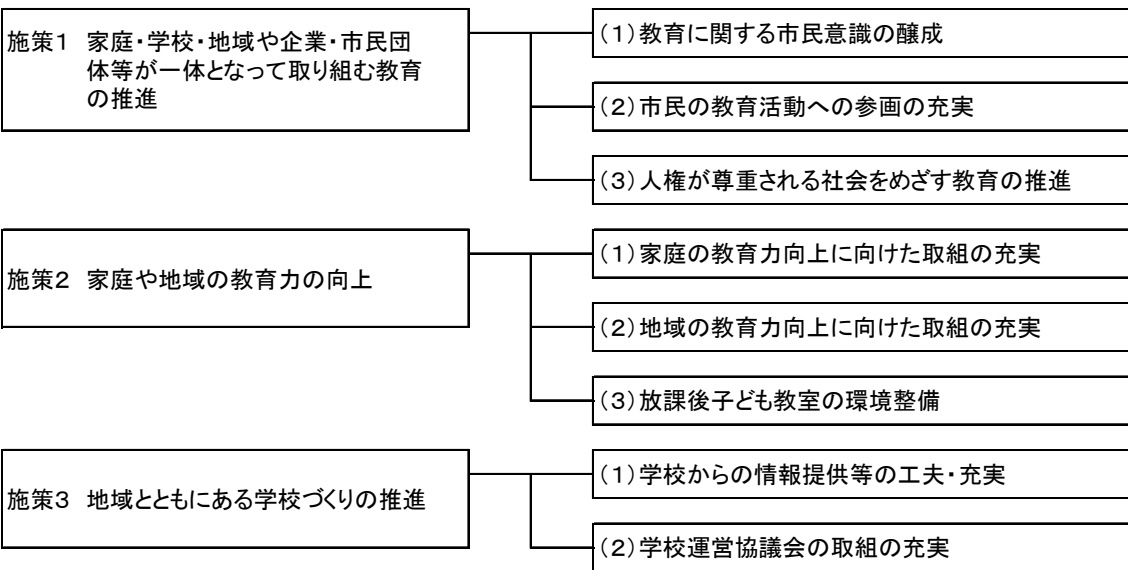 施策1 家庭・学校・地域や企業・市民団
体等が一体となって取り組む教育
の推進
(1)教育に関する市民意識の醸成
(2)市民の教育活動への参画の充実
(3)人権が尊重される社会をめざす教育の推進
施策2 家庭や地域の教育力の向上
(1)家庭の教育力向上に向けた取組の充実
(2)地域の教育力向上に向けた取組の充実
(3)放課後子ども教室の環境整備
施策3 地域とともにある学校づくりの推進
(1)学校からの情報提供等の工夫・充実
(2)学校運営協議会の取組の充実